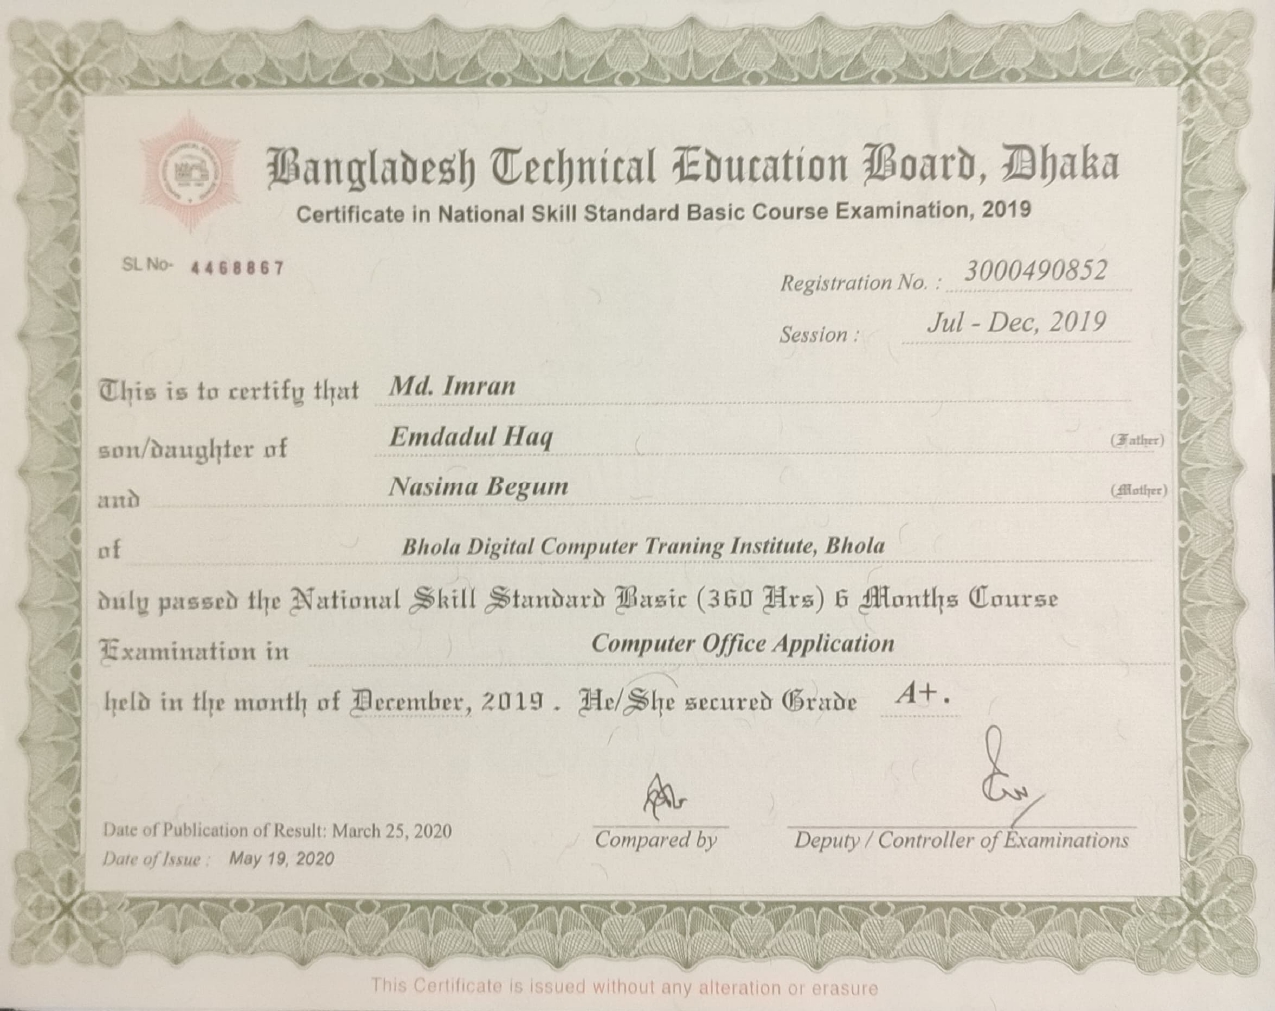 Bangladesh Technical Education Board, Dhaka
Certificate in National Skill Standard Basic Course Examination, 2019
SL No- 4468867
Registration No. : 3000490852
Session : Jul - Dec, 2019
This is to certify that Md. Imran
son/daughter of Emdadul Haq (Father)
and Nasima Begum (Mother)
of Bhola Digital Computer Traning Institute, Bhola
duly passed the National Skill Standard Basic (360 Hrs) 6 Months Course
Examination in Computer Office Application
held in the month of December, 2019 . He/She secured Grade A+.
Date of Publication of Result: March 25, 2020
Date of Issue : May 19, 2020
Compared by
Deputy / Controller of Examinations
This Certificate is issued without any alteration or erasure